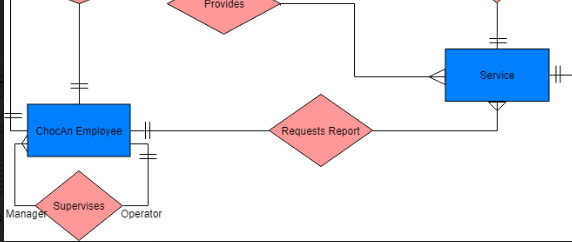 Provides
Service
ChocAn Employee
Requests Report
Supervises
Manager
Operator